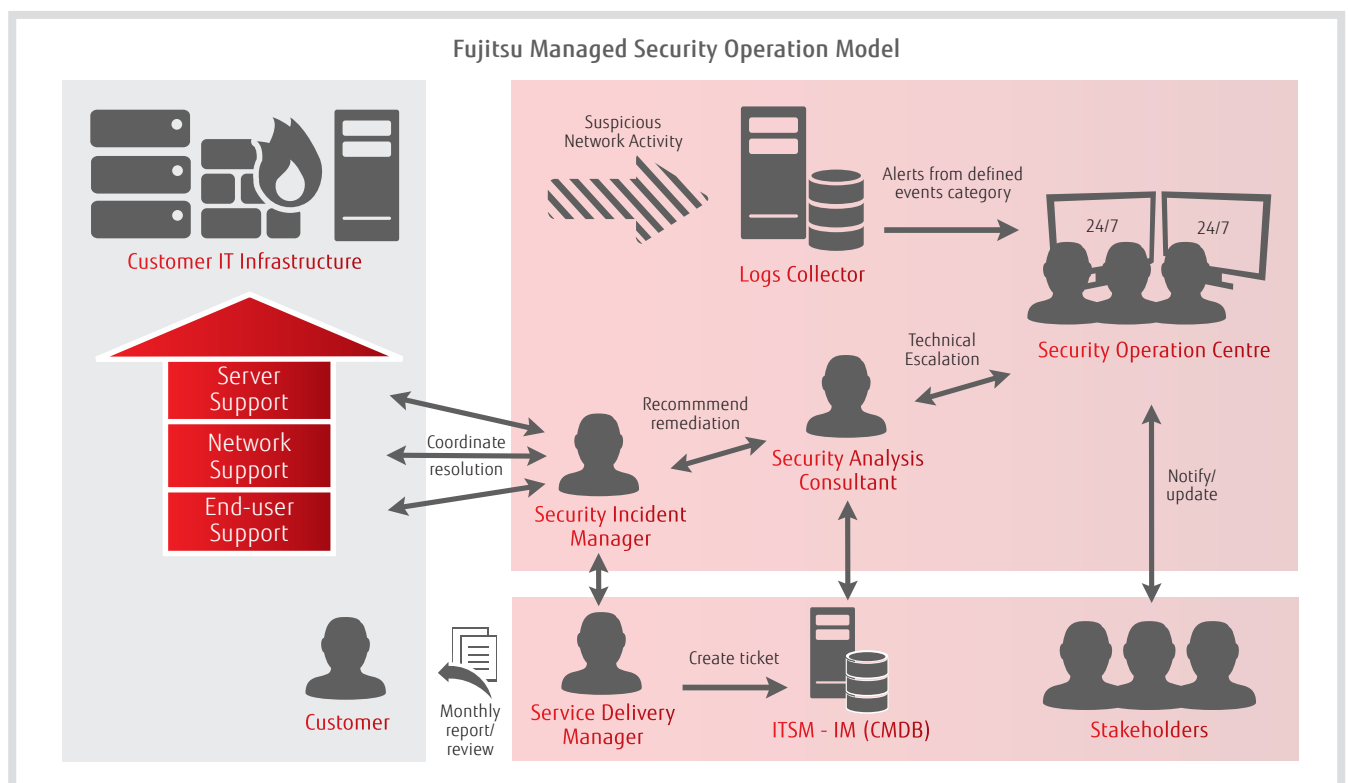 Fujitsu Managed Security Operation Model
Customer IT Infrastructure
Server
Support
Network
Support
End-user
Support
Customer
Suspicious
Network Activity
Logs Collector
Alerts from defined
events category
24/7
24/7
Security Operation Centre
Technical
Escalation
Security Analysis
Consultant
Recommmend
remediation
Security Incident
Manager
Coordinate
resolution
Notify/
update
Monthly
report/
review
Service Delivery
Manager
Create ticket
ITSM - IM (CMDB)
Stakeholders